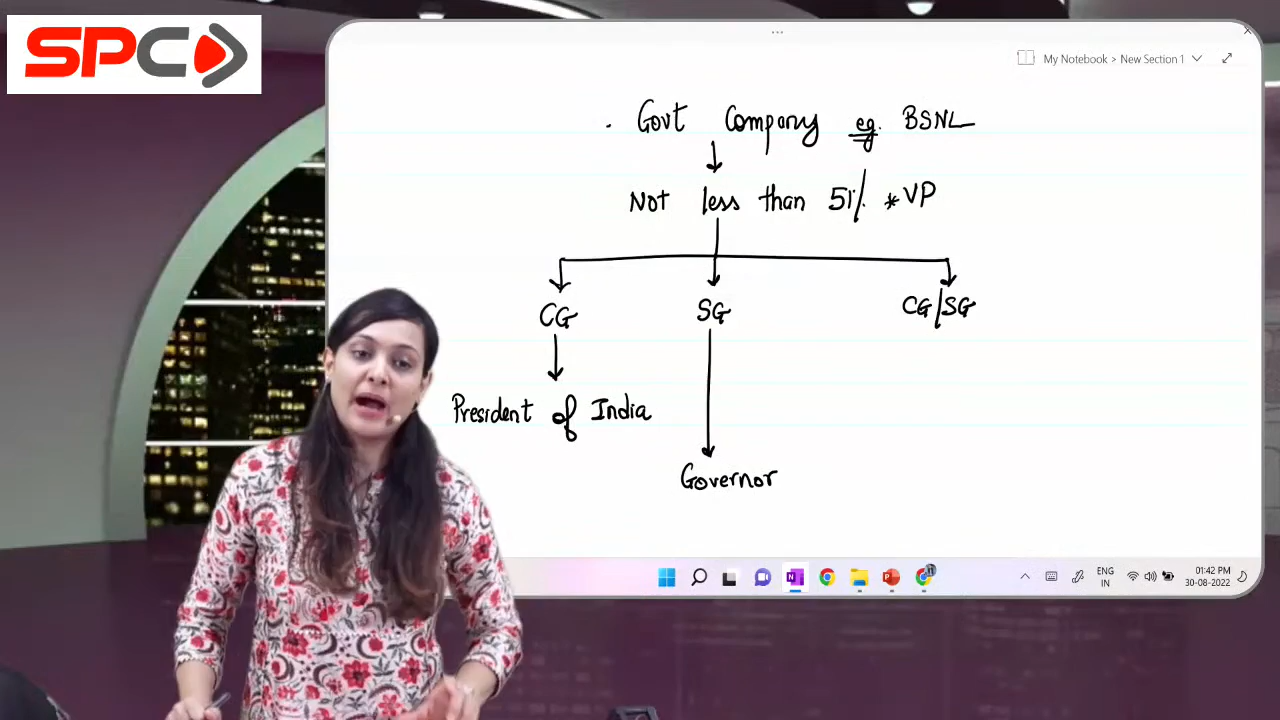 SPC
My Notebook > New Section 1
Govt Company eg. BSNL
Not less than 51% *VP
CG SG CG/SG
President of India
Governor
ENG
IN
01:42 PM
30-08-2022